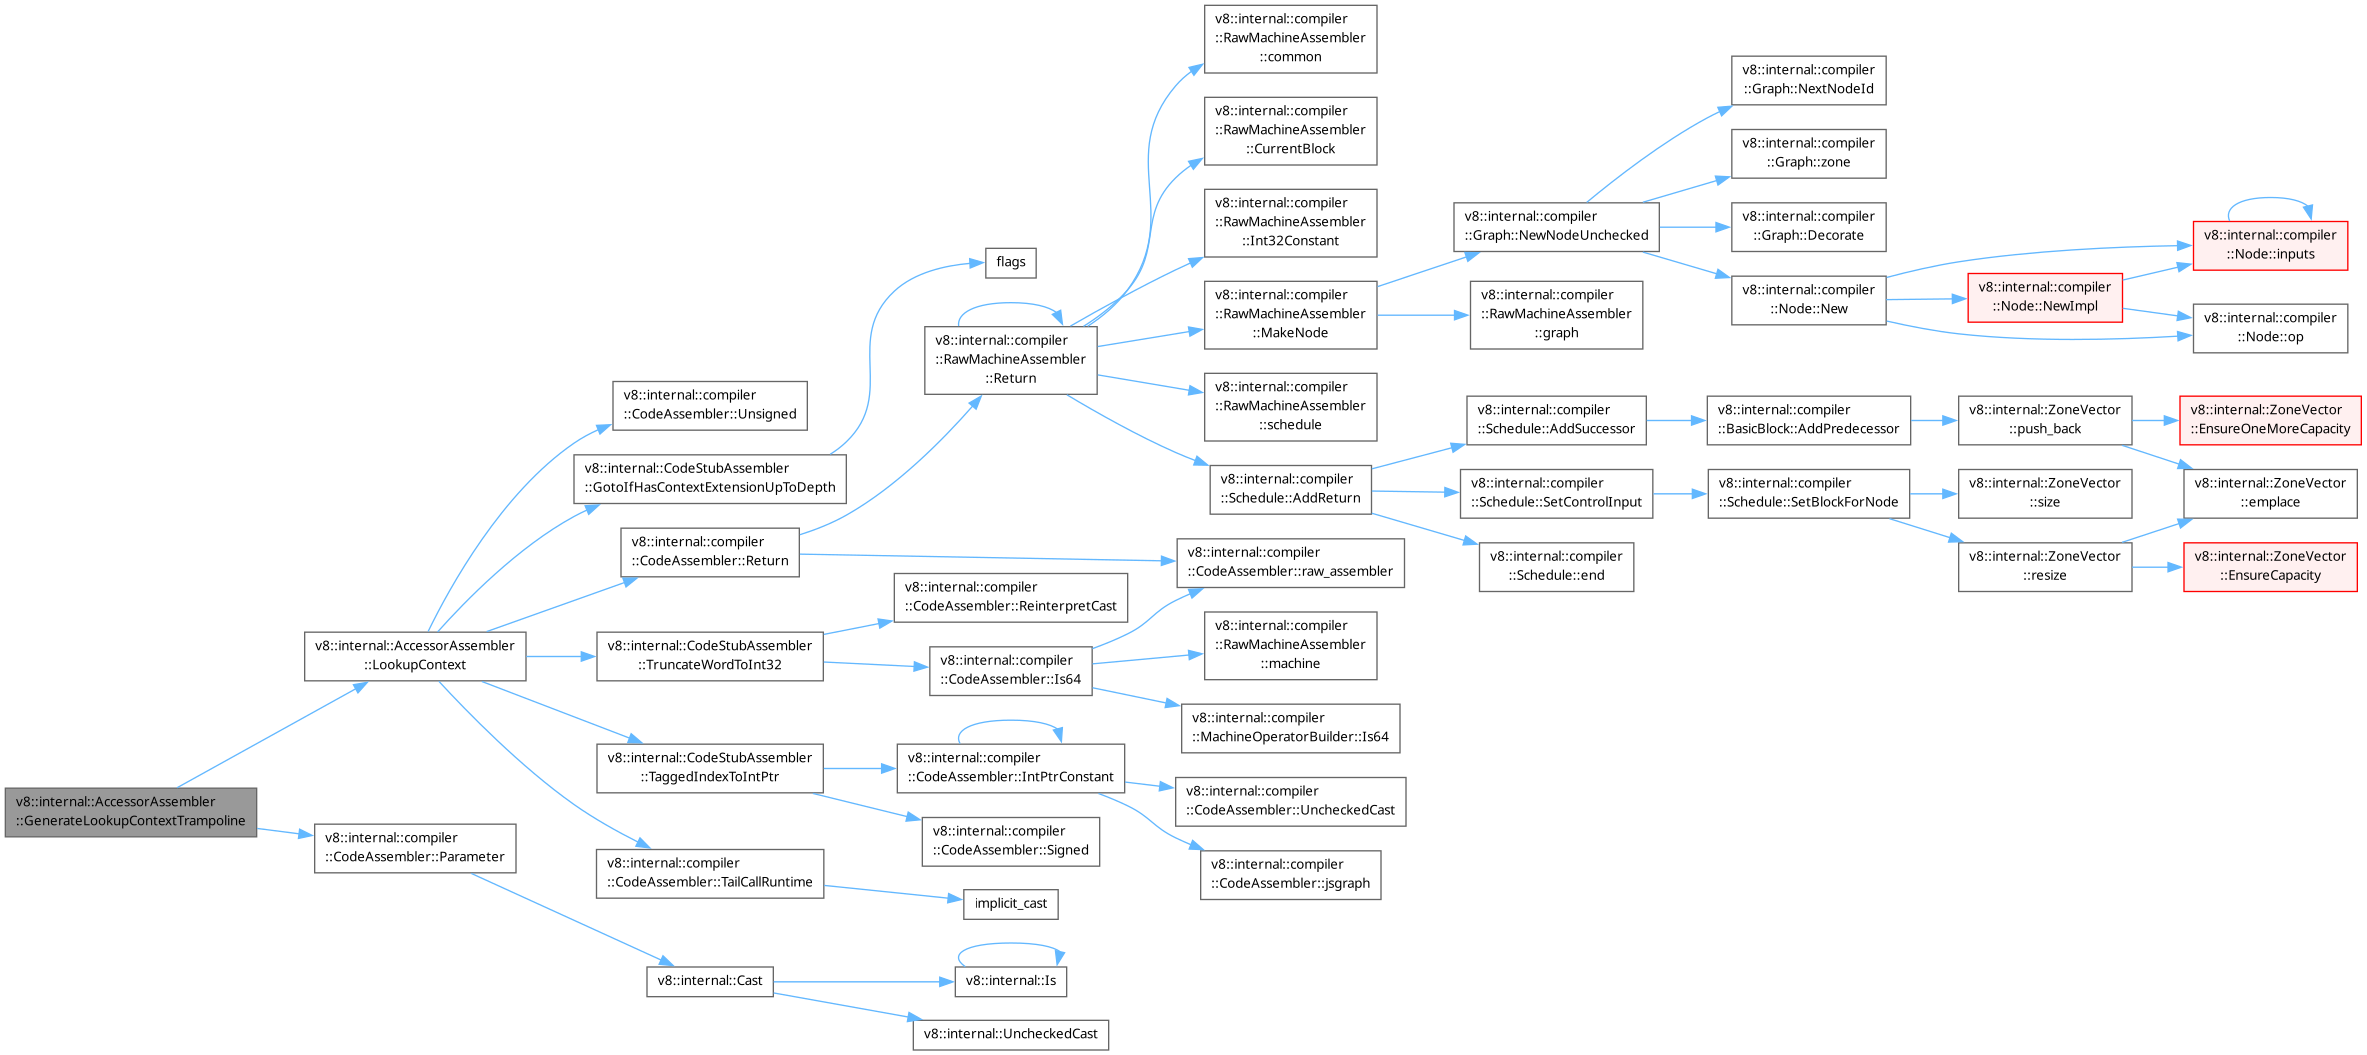 v8::internal::AccessorAssembler
::GenerateLookupContextTrampoline
v8::internal::AccessorAssembler
::LookupContext
v8::internal::compiler
::CodeAssembler::Parameter
v8::internal::compiler
::CodeAssembler::Unsigned
v8::internal::CodeStubAssembler
::GotoIfHasContextExtensionUpToDepth
v8::internal::compiler
::CodeAssembler::Return
v8::internal::CodeStubAssembler
::TruncateWordToInt32
v8::internal::CodeStubAssembler
::TaggedIndexToIntPtr
v8::internal::compiler
::CodeAssembler::TailCallRuntime
v8::internal::Cast
flags
v8::internal::compiler
::RawMachineAssembler
::Return
v8::internal::compiler
::CodeAssembler::ReinterpretCast
v8::internal::compiler
::CodeAssembler::Is64
v8::internal::compiler
::CodeAssembler::IntPtrConstant
v8::internal::compiler
::CodeAssembler::Signed
implicit_cast
v8::internal::Is
v8::internal::UncheckedCast
v8::internal::compiler
::RawMachineAssembler
::common
v8::internal::compiler
::RawMachineAssembler
::CurrentBlock
v8::internal::compiler
::RawMachineAssembler
::Int32Constant
v8::internal::compiler
::RawMachineAssembler
::MakeNode
v8::internal::compiler
::RawMachineAssembler
::schedule
v8::internal::compiler
::Schedule::AddReturn
v8::internal::compiler
::CodeAssembler::raw_assembler
v8::internal::compiler
::RawMachineAssembler
::machine
v8::internal::compiler
::MachineOperatorBuilder::Is64
v8::internal::compiler
::CodeAssembler::UncheckedCast
v8::internal::compiler
::CodeAssembler::jsgraph
v8::internal::compiler
::Graph::NewNodeUnchecked
v8::internal::compiler
::RawMachineAssembler
::graph
v8::internal::compiler
::Schedule::AddSuccessor
v8::internal::compiler
::Schedule::SetControlInput
v8::internal::compiler
::Schedule::end
v8::internal::compiler
::Graph::NextNodeId
v8::internal::compiler
::Graph::zone
v8::internal::compiler
::Graph::Decorate
v8::internal::compiler
::Node::New
v8::internal::compiler
::BasicBlock::AddPredecessor
v8::internal::compiler
::Schedule::SetBlockForNode
v8::internal::compiler
::Node::NewImpl
v8::internal::ZoneVector
::push_back
v8::internal::ZoneVector
::size
v8::internal::ZoneVector
::resize
v8::internal::compiler
::Node::inputs
v8::internal::compiler
::Node::op
v8::internal::ZoneVector
::EnsureOneMoreCapacity
v8::internal::ZoneVector
::emplace
v8::internal::ZoneVector
::EnsureCapacity